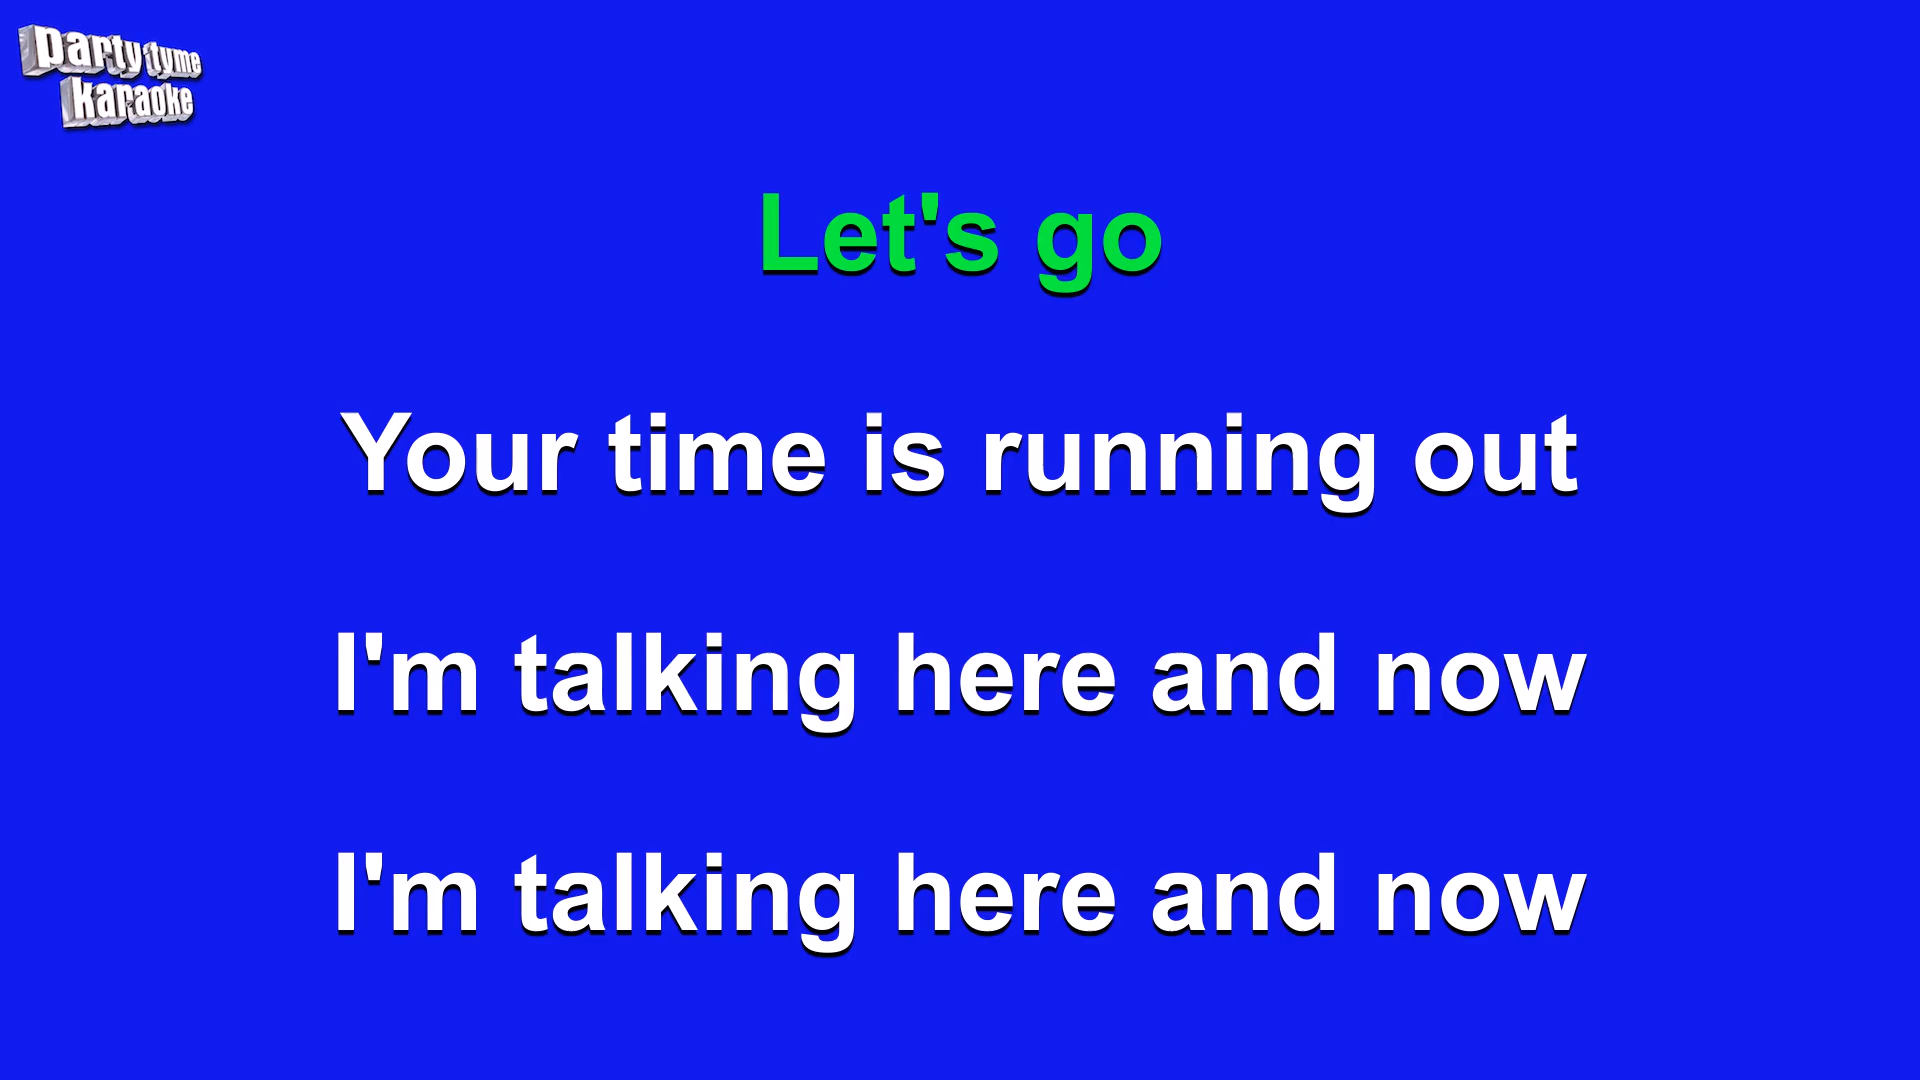 party tyme
karaoke
Let's go
Your time is running out
I'm talking here and now
I'm talking here and now